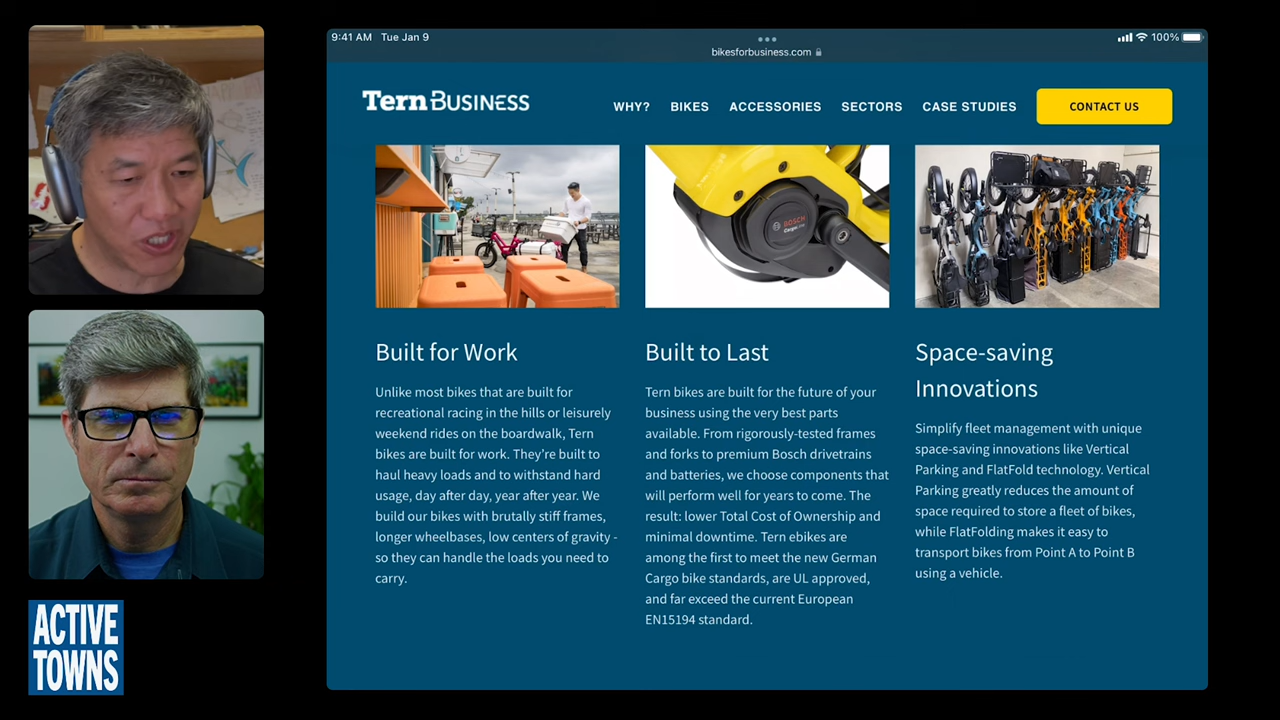 9:41 AM Tue Jan 9
100%
bikesforbusiness.com
Tern BUSINESS
WHY?
BIKES
ACCESSORIES
SECTORS
CASE STUDIES
CONTACT US
BOSCH
Cargo Line
Built for Work
Unlike most bikes that are built for
recreational racing in the hills or leisurely
weekend rides on the boardwalk, Tern
bikes are built for work. They're built to
haul heavy loads and to withstand hard
usage, day after day, year after year. We
build our bikes with brutally stiff frames,
longer wheelbases, low centers of gravity -
so they can handle the loads you need to
carry.
Built to Last
Tern bikes are built for the future of your
business using the very best parts
available. From rigorously-tested frames
and forks to premium Bosch drivetrains
and batteries, we choose components that
will perform well for years to come. The
result: lower Total Cost of Ownership and
minimal downtime. Tern ebikes are
among the first to meet the new German
Cargo bike standards, are UL approved,
and far exceed the current European
EN15194 standard.
Space-saving
Innovations
Simplify fleet management with unique
space-saving innovations like Vertical
Parking and FlatFold technology. Vertical
Parking greatly reduces the amount of
space required to store a fleet of bikes,
while FlatFolding makes it easy to
transport bikes from Point A to Point B
using a vehicle.
ACTIVE
TOWNS